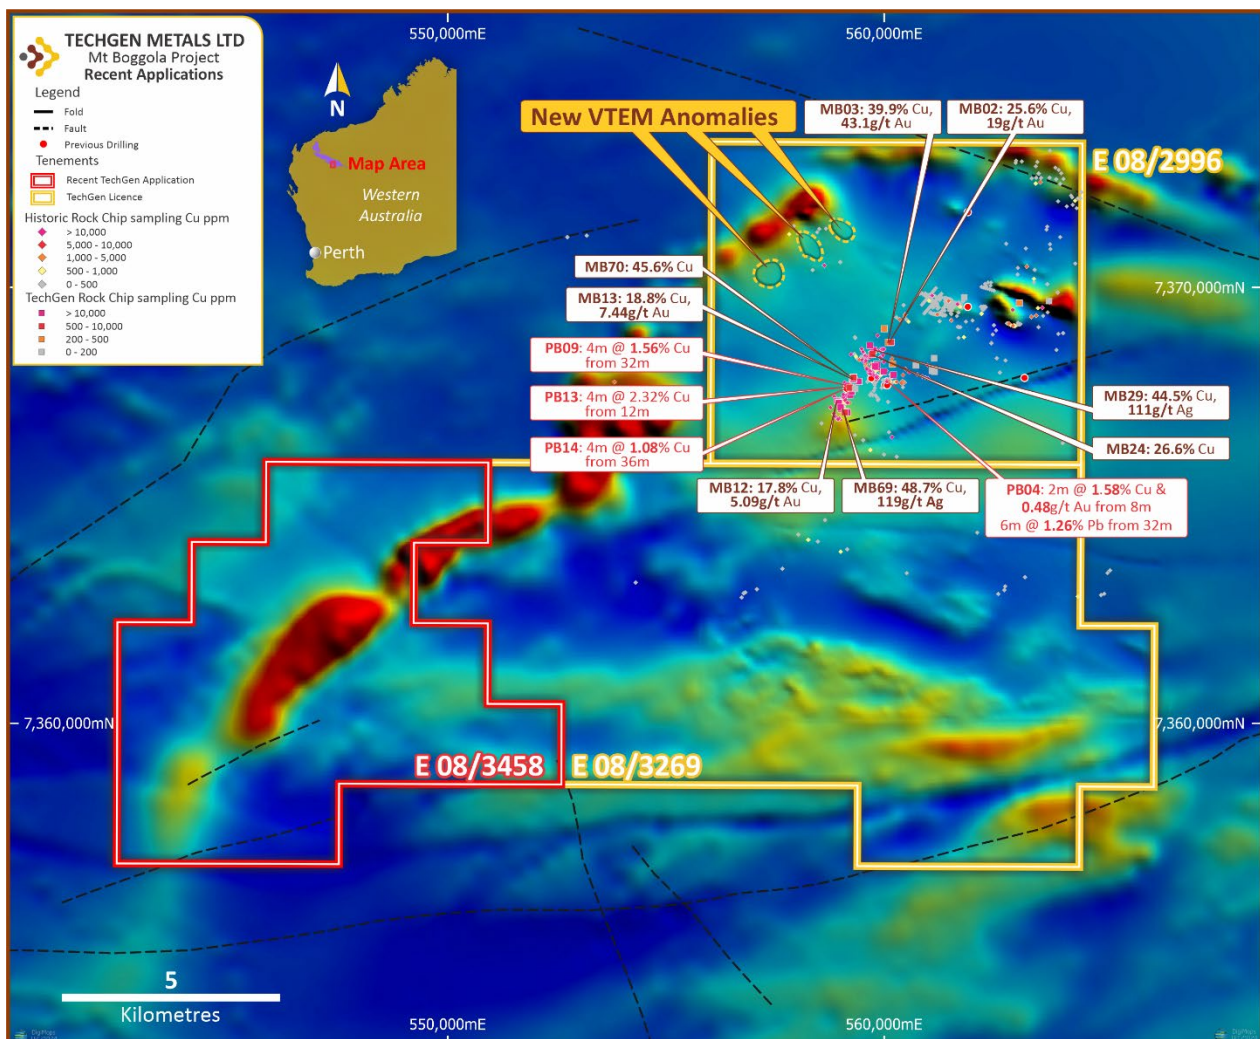 TECHGEN METALS LTD
Mt Boggola Project
Recent Applications
Legend
Fold
Fault
Previous Drilling
Tenements
Recent TechGen Application
TechGen Licence
Historic Rock Chip sampling Cu ppm
> 10,000
5,000 - 10,000
1,000 - 5,000
500 - 1,000
0 - 500
TechGen Rock Chip sampling Cu ppm
>10,000
500 - 10,000
200 - 500
0 - 200
N
Map Area
Western
Australia
Perth
550,000mE
560,000mE
New VTEM Anomalies
MB03: 39.9% Cu,
43.1g/t Au
MB02: 25.6% Cu,
19g/t Au
E 08/2996
MB70: 45.6% Cu
7,370,000mN
MB13: 18.8% Cu,
7.44g/t Au
PB09: 4m @ 1.56% Cu
from 32m
PB13: 4m @ 2.32% Cu
from 12m
PB14: 4m @ 1.08% Cu
from 36m
MB29: 44.5% Cu,
111g/t Ag
MB24: 26.6% Cu
MB12: 17.8% Cu,
5.09g/t Au
MB69: 48.7% Cu,
119g/t Ag
PB04: 2m @ 1.58% Cu &
0.48g/t Au from 8m
6m @ 1.26% Pb from 32m
7,360,000mN
7,360,000mN
E 08/3458
E 08/3269
5
Kilometres
550,000mE
560,000mE